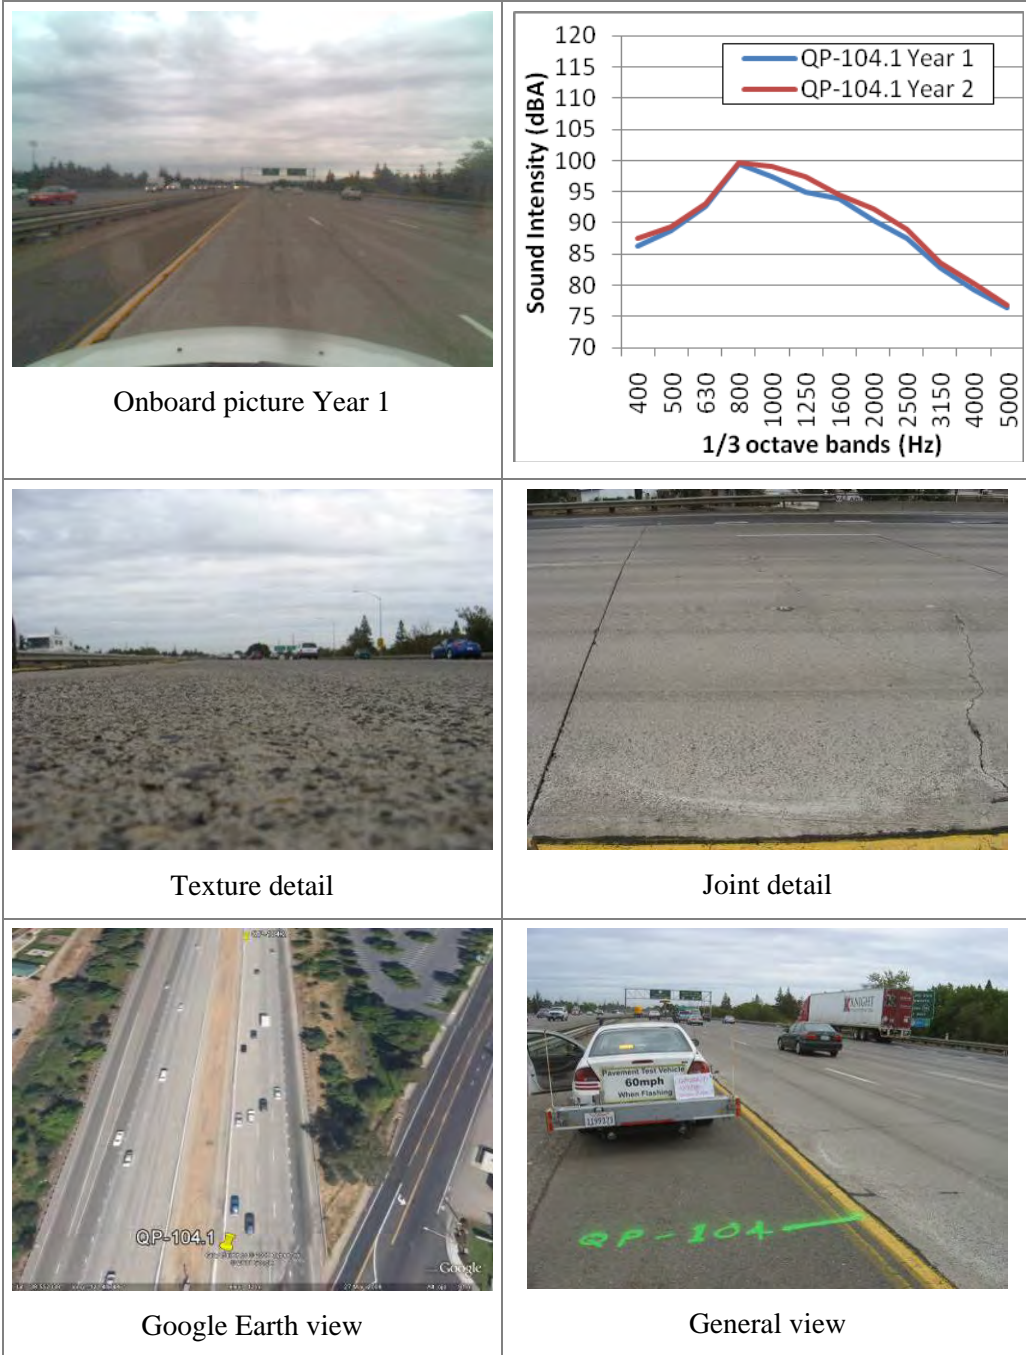 120
115
110
105
100
95
90
85
80
75
70
Sound Intensity (dBA)
QP-104.1 Year 1
QP-104.1 Year 2
400
500
630
800
1000
1250
1600
2000
2500
3150
4000
5000
1/3 octave bands (Hz)
Onboard picture Year 1
Texture detail
Joint detail
QP-104.1
Google
Google Earth view
KNIGHT
Pavement Test Vehicle
60mph
When Flashing
QP-104
General view